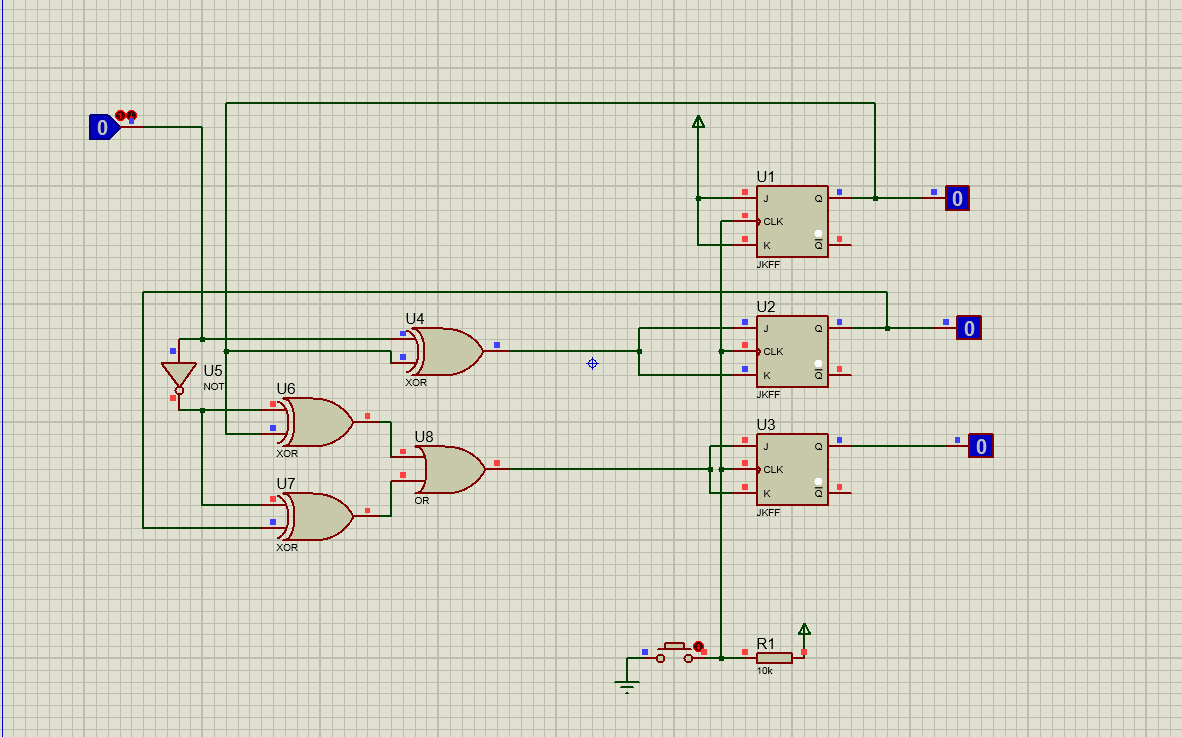 0
U1
J
Q
0
CLK
K
Q
JKFF
U4
U2
J
Q
0
CLK
K
Q
JKFF
XOR
U5
NOT
U6
XOR
U8
OR
U3
J
Q
0
CLK
K
Q
JKFF
U7
XOR
R1
10k